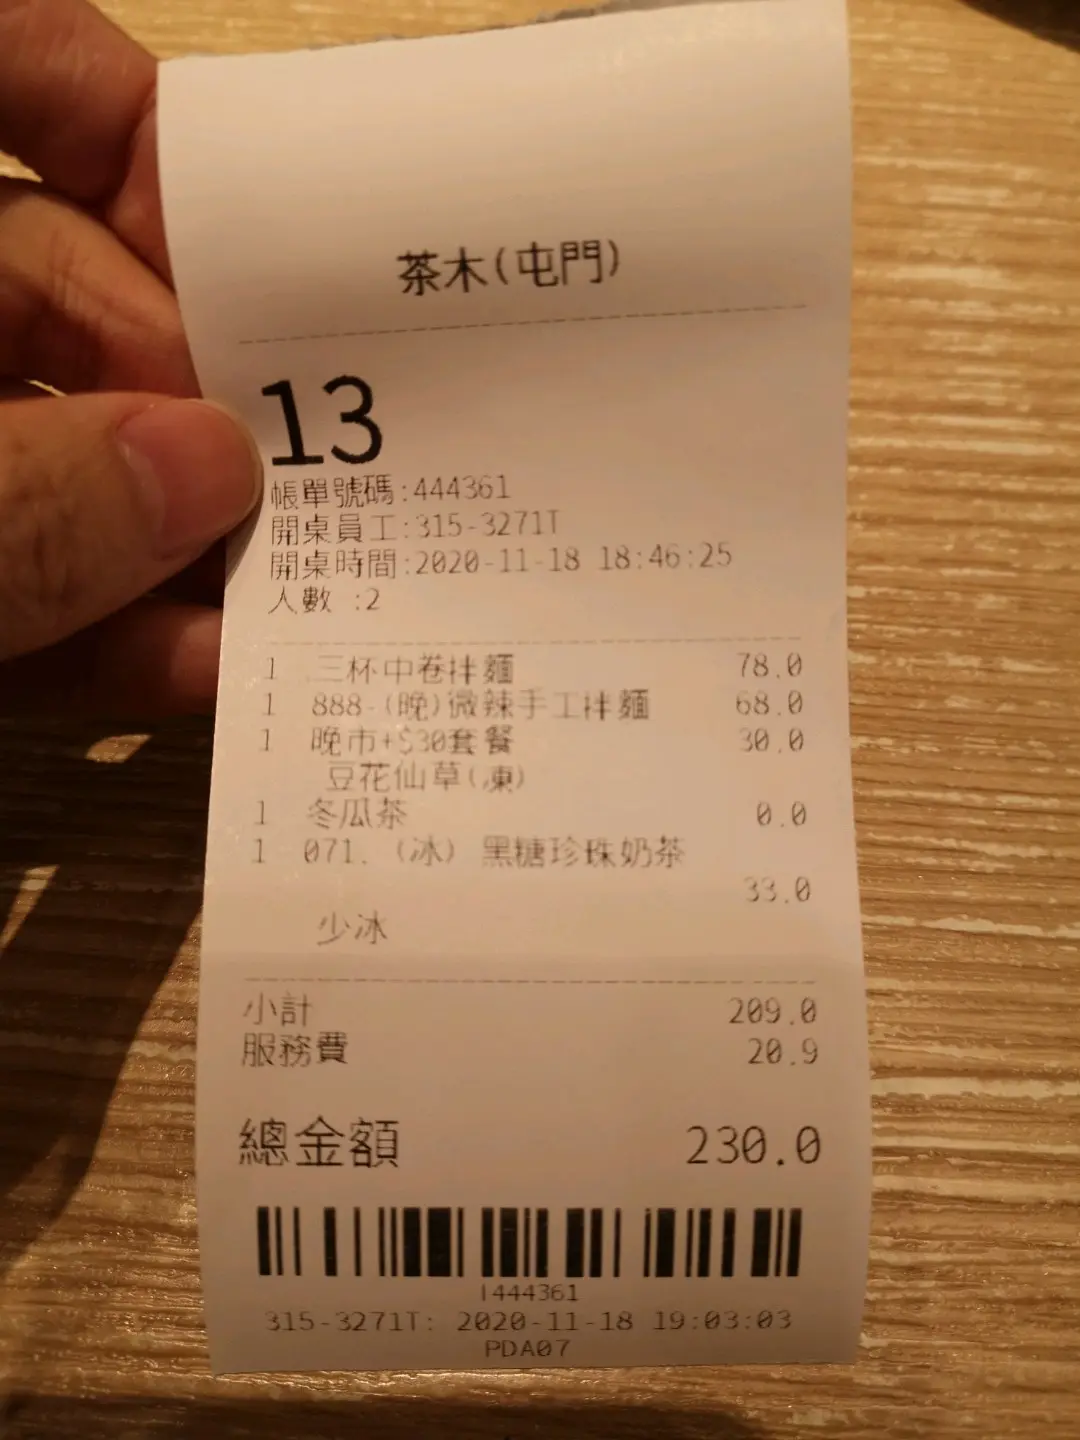 茶木(屯門)
13
帳單號碼:444361
開桌員工:315-3271T
開桌時間:2020-11-18 18:46:25
人數 :2
1 三杯中卷拌麵 78.0
1 888-(晚)微辣手工拌麵 68.0
1 晚市+$30套餐 30.0
豆花仙草(凍)
1 冬瓜茶 0.0
1 071. (冰) 黑糖珍珠奶茶
33.0
少冰
小計 209.0
服務費 20.9
總金額 230.0
1444361
315-3271T: 2020-11-18 19:03:03
PDA07